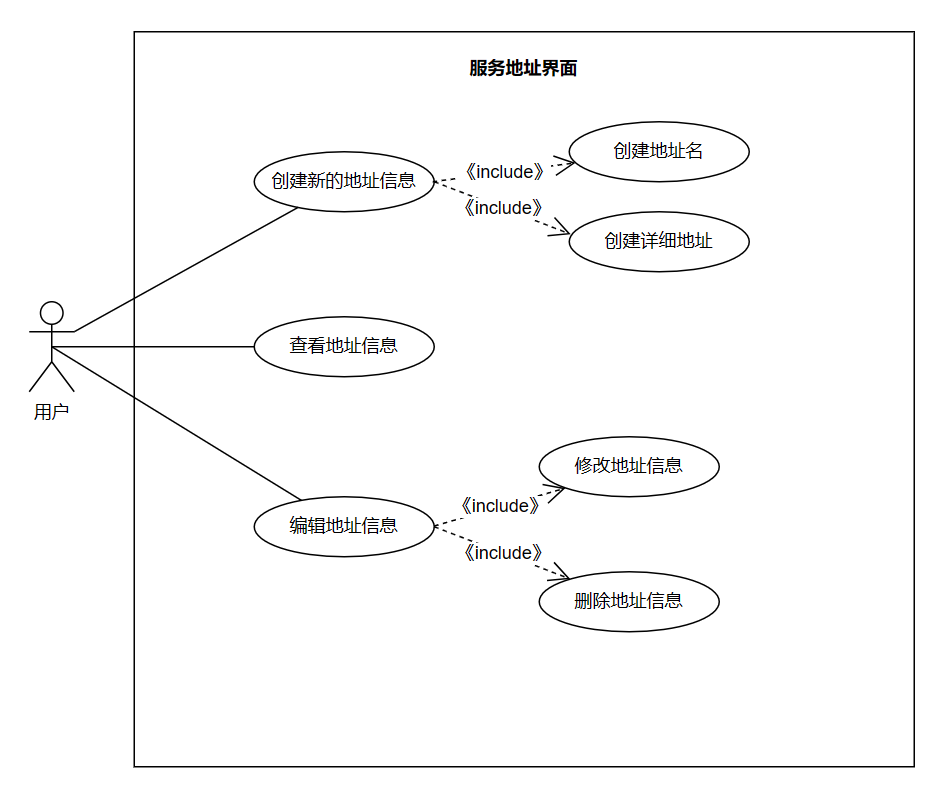 服务地址界面
创建地址名
创建新的地址信息
《include》
《include》
创建详细地址
查看地址信息
用户
修改地址信息
《include》
编辑地址信息
《include》
删除地址信息